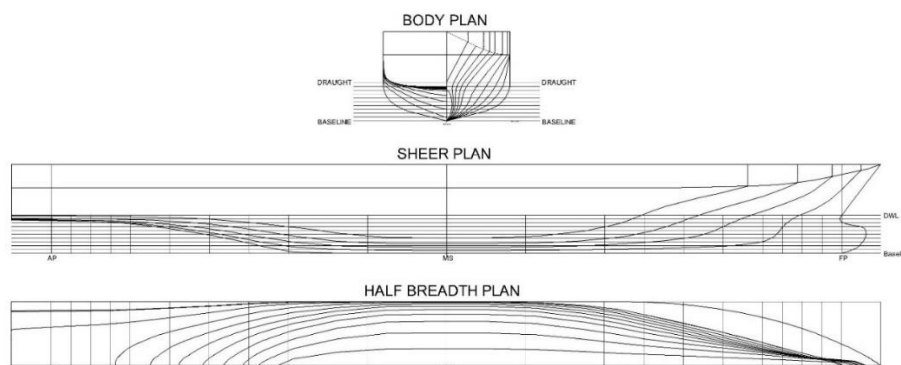 BODY PLAN
DRAUGHT DRAUGHT
BASELINE BASELINE
SHEER PLAN
DWL
AP MS FP Basel
HALF BREADTH PLAN